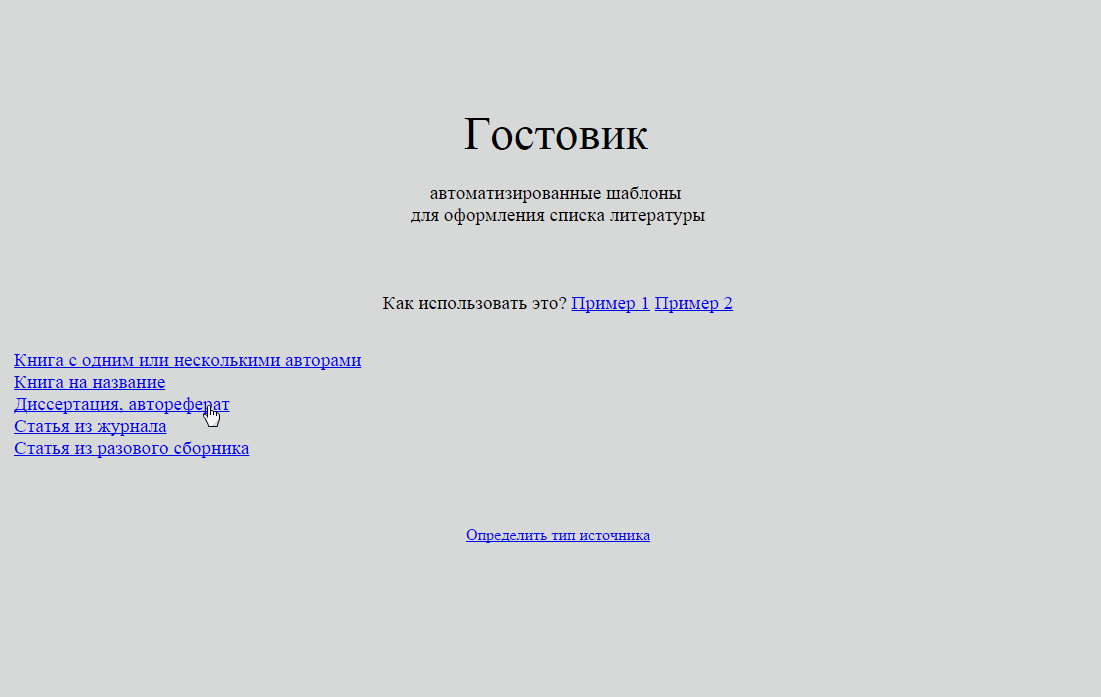 Гостовик
автоматизированные шаблоны
для оформления списка литературы
Как использовать это? Пример 1 Пример 2
Книга с одним или несколькими авторами
Книга на название
Диссертация, автореферат
Статья из журнала
Статья из разового сборника
Определить тип источника